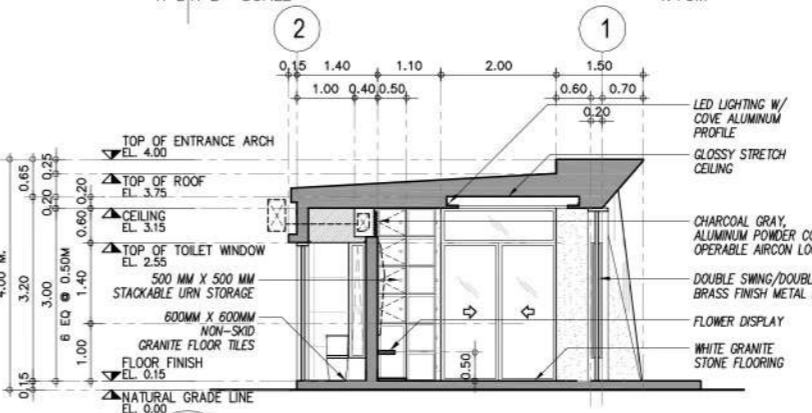 2
1
0.15 1.40 1.10 2.00 1.50
1.00 0.40 0.50 0.60 0.70
0.20
LED LIGHTING W/
COVE ALUMINUM
PROFILE
GLOSSY STRETCH
CEILING
CHARCOAL GRAY,
ALUMINUM POWDER
OPERABLE AIRCON
DOUBLE SWING/DOUBL
BRASS FINISH METAL
FLOWER DISPLAY
WHITE GRANITE
STONE FLOORING
TOP OF ENTRANCE ARCH
EL. 4.00
TOP OF ROOF
EL. 3.75
CEILING
EL. 3.15
TOP OF TOILET WINDOW
EL. 2.55
500 MM X 500 MM
STACKABLE URN STORAGE
600MM X 600MM
NON-SKID
GRANITE FLOOR TILES
FLOOR FINISH
EL. 0.15
NATURAL GRADE LINE
EL. 0.00
4.00 M.
0.65
3.20
0.15
0.25
0.20
3.00
6 EQ @ 0.50M
0.20
0.60
1.40
1.00
0.50